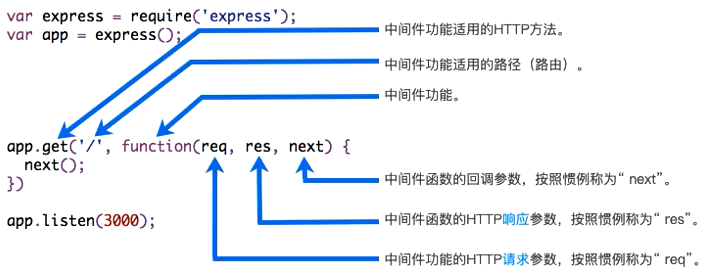 var express = require('express');
var app = express();
中间件功能适用的HTTP方法。
中间件功能适用的路径（路由）。
中间件功能。
app.get('/', function(req, res, next) {
next();
})
中间件函数的回调参数，按照惯例称为“ next”。
app.listen(3000);
中间件函数的HTTP响应参数，按照惯例称为“ res”。
中间件功能的HTTP请求参数，按照惯例称为“ req”。